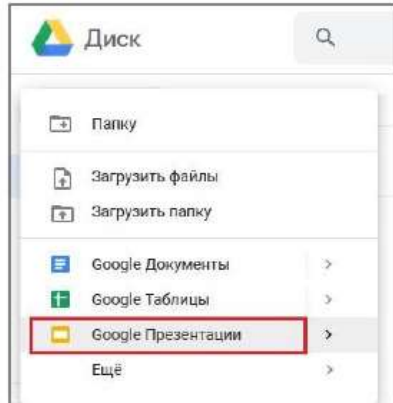 Диск
Папку
Загрузить файлы
Загрузить папку
Google Документы
Google Таблицы
Google Презентации
Ещё